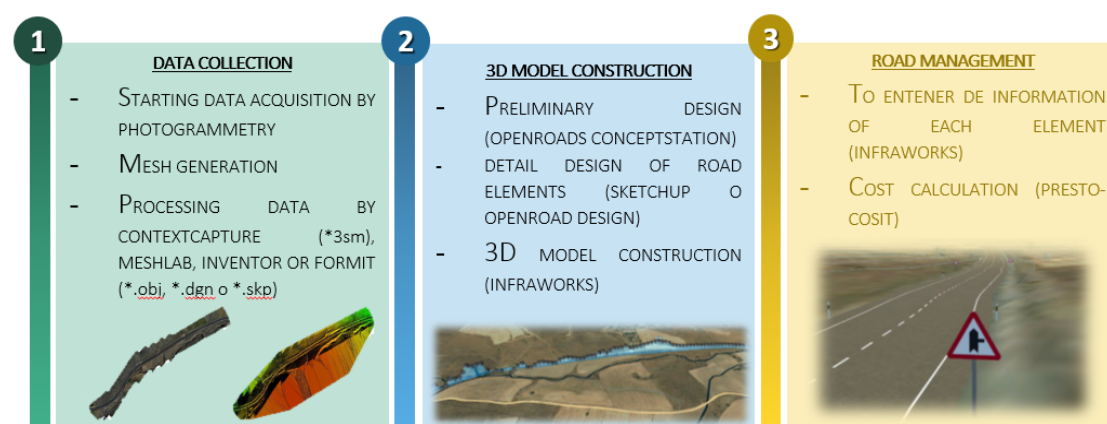 1
DATA COLLECTION
- STARTING DATA ACQUISITION BY
PHOTOGRAMMETRY
- MESH GENERATION
- PROCESSING DATA BY
CONTEXTCAPTURE (*3sm),
MESHLAB, INVENTOR OR FORMIT
(*.obj, *.dgn o *.skp)
2
3D MODEL CONSTRUCTION
- PRELIMINARY DESIGN
(OPENROADS CONCEPTSTATION)
- DETAIL DESIGN OF ROAD
ELEMENTS (SKETCHUP O
OPENROAD DESIGN)
- 3D MODEL CONSTRUCTION
(INFRAWORKS)
3
ROAD MANAGEMENT
- TO ENTENER DE INFORMATION
OF EACH ELEMENT
(INFRAWORKS)
- COST CALCULATION (PRESTO-
COSIT)